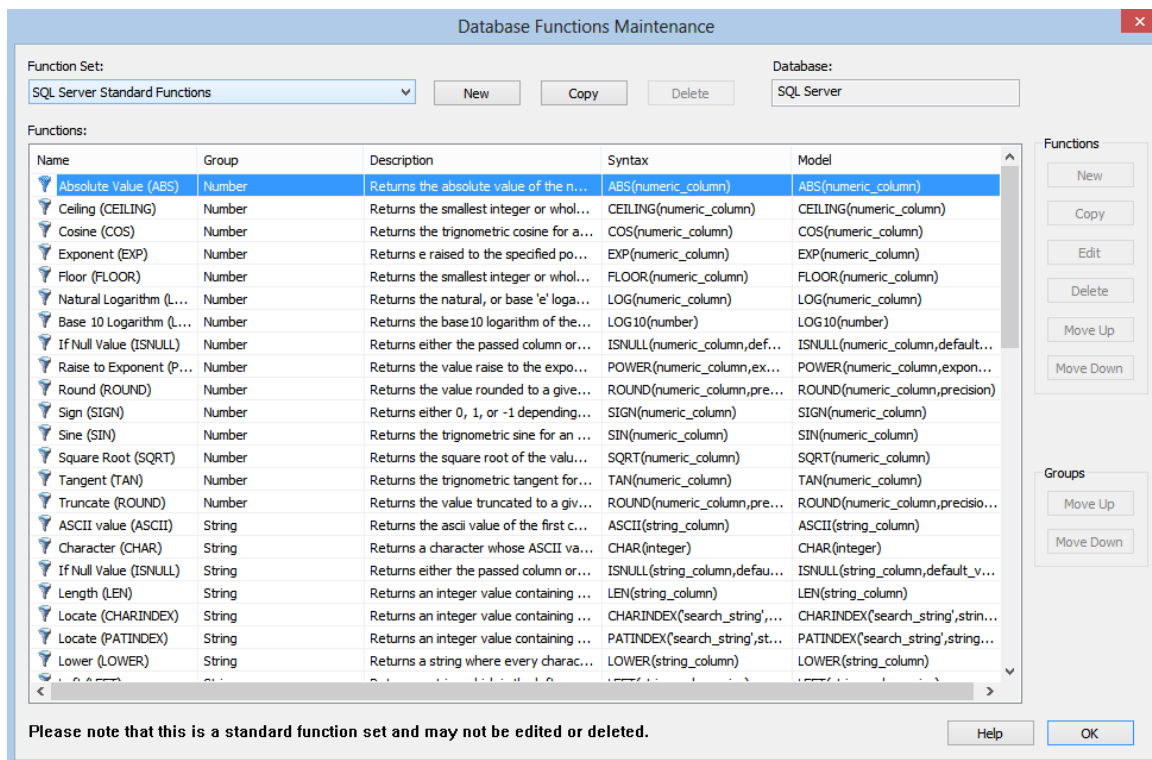 Database Functions Maintenance
Function Set:
Database:
SQL Server Standard Functions
New
Copy
Delete
SQL Server
Functions:
Functions
Name Group Description Syntax Model
Absolute Value (ABS) Number Returns the absolute value of the n... ABS(numeric_column) ABS(numeric_column)
Ceiling (CEILING) Number Returns the smallest integer or whol... CEILING(numeric_column) CEILING(numeric_column)
Cosine (COS) Number Returns the trignometric cosine for a... COS(numeric_column) COS(numeric_column)
Exponent (EXP) Number Returns e raised to the specified po... EXP(numeric_column) EXP(numeric_column)
Floor (FLOOR) Number Returns the smallest integer or whol... FLOOR(numeric_column) FLOOR(numeric_column)
Natural Logarithm (L... Number Returns the natural, or base 'e' loga... LOG(numeric_column) LOG(numeric_column)
Base 10 Logarithm (L... Number Returns the base10 logarithm of the... LOG10(number) LOG10(number)
If Null Value (ISNULL) Number Returns either the passed column or... ISNULL(numeric_column,def... ISNULL(numeric_column,default...
Raise to Exponent (P... Number Returns the value raise to the expo... POWER(numeric_column,ex... POWER(numeric_column,expon...
Round (ROUND) Number Returns the value rounded to a give... ROUND(numeric_column,pre... ROUND(numeric_column,precision)
Sign (SIGN) Number Returns either 0, 1, or -1 depending... SIGN(numeric_column) SIGN(numeric_column)
Sine (SIN) Number Returns the trignometric sine for an ... SIN(numeric_column) SIN(numeric_column)
Square Root (SQRT) Number Returns the square root of the valu... SQRT(numeric_column) SQRT(numeric_column)
Tangent (TAN) Number Returns the trignometric tangent for... TAN(numeric_column) TAN(numeric_column)
Truncate (ROUND) Number Returns the value truncated to a giv... ROUND(numeric_column,pre... ROUND(numeric_column,precisio...
ASCII value (ASCII) String Returns the ascii value of the first c... ASCII(string_column) ASCII(string_column)
Character (CHAR) String Returns a character whose ASCII va... CHAR(integer) CHAR(integer)
If Null Value (ISNULL) String Returns either the passed column or... ISNULL(string_column,defau... ISNULL(string_column,default_v...
Length (LEN) String Returns an integer value containing ... LEN(string_column) LEN(string_column)
Locate (CHARINDEX) String Returns an integer value containing ... CHARINDEX('search_string',... CHARINDEX('search_string',strin...
Locate (PATINDEX) String Returns an integer value containing ... PATINDEX('search_string',st... PATINDEX('search_string',string...
Lower (LOWER) String Returns a string where every charac... LOWER(string_column) LOWER(string_column)
New
Copy
Edit
Delete
Move Up
Move Down
Groups
Move Up
Move Down
Please note that this is a standard function set and may not be edited or deleted.
Help
OK